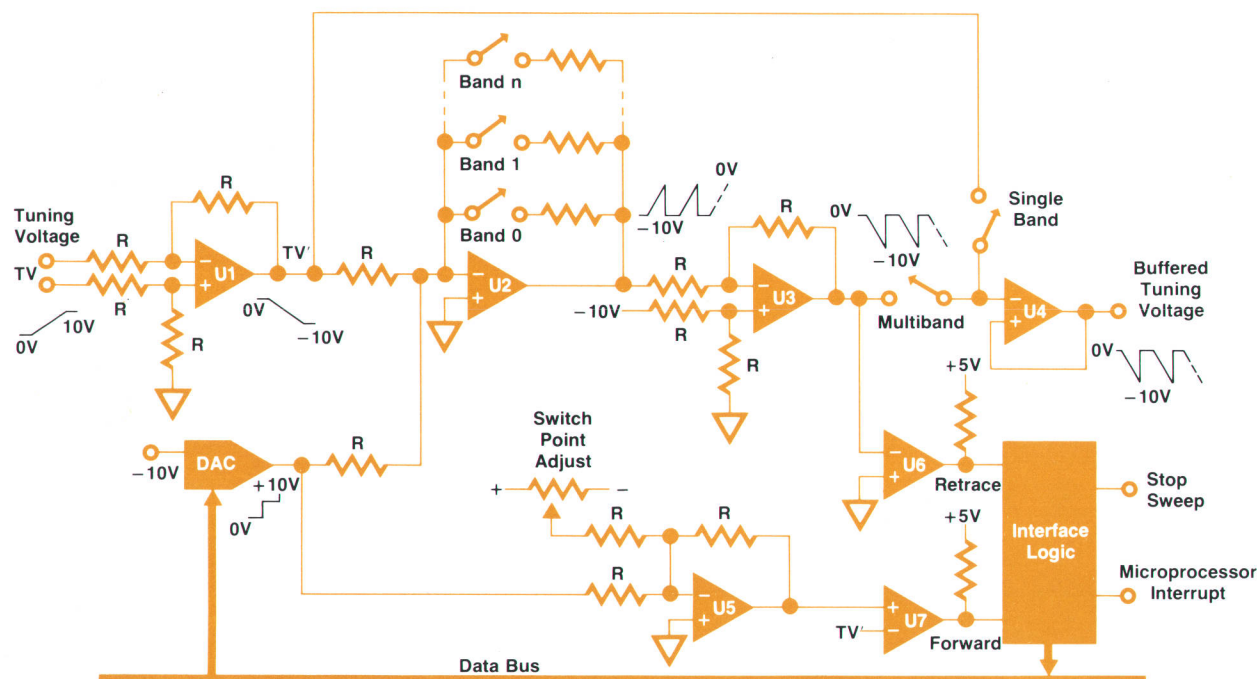 Band n
Band 1
Band 0
0V
−10V
R
Tuning
Voltage
TV
R
R
0V
10V
R
U1
TV′
0V
−10V
R
U2
−10V
R
R
R
R
U3
0V
−10V
Multiband
Single
Band
U4
Buffered
Tuning
Voltage
0V
−10V
−10V
DAC
+10V
0V
R
Switch
Point
Adjust
+
−
R
R
R
U5
TV′
U6
Retrace
+5V
U7
Forward
+5V
Interface
Logic
Stop
Sweep
Microprocessor
Interrupt
Data Bus